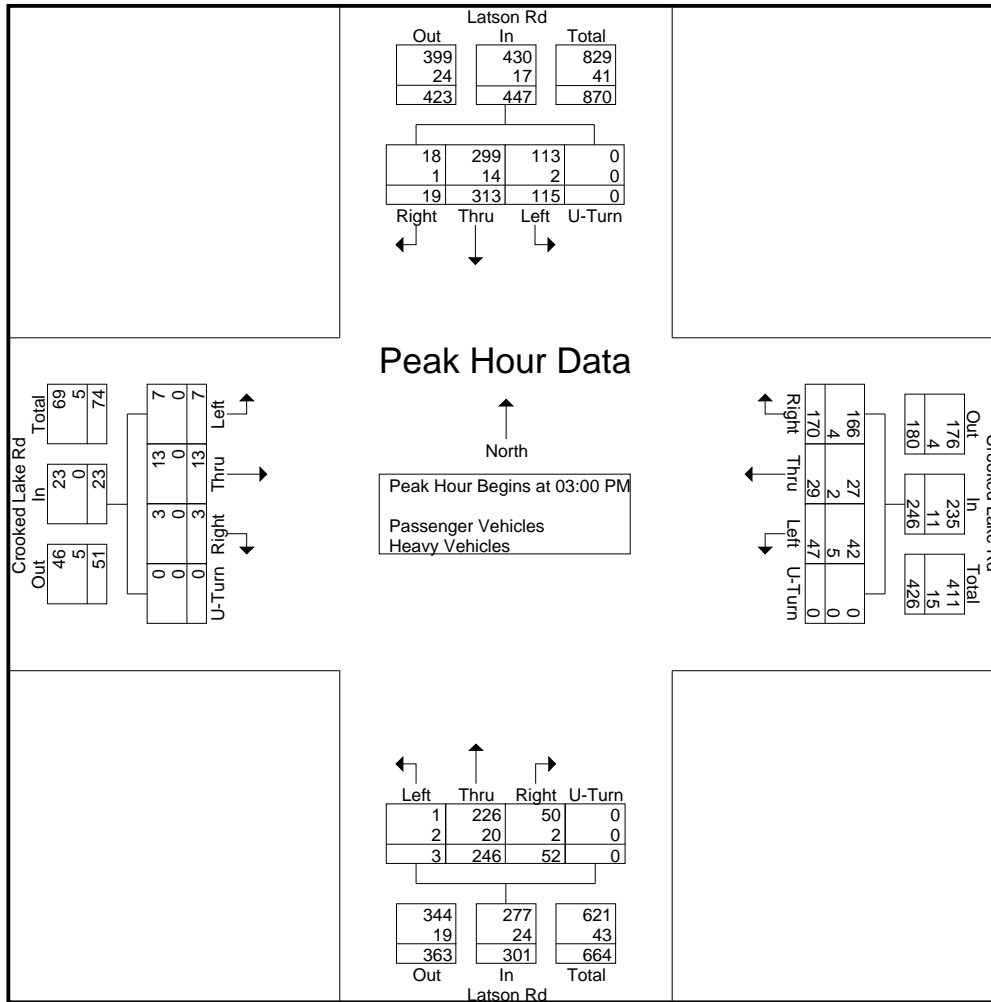 Latson Rd
Out In Total
399 430 829
24 17 41
423 447 870
18 299 113 0
1 14 2 0
19 313 115 0
Right Thru Left U-Turn
Peak Hour Data
North
Peak Hour Begins at 03:00 PM
Passenger Vehicles
Heavy Vehicles
Crooked Lake Rd
Out In Total
46 23 69
5 0 5
51 23 74
0 3 13 7
0 0 0 0
0 3 13 7
U-Turn Right Thru Left
Crooked Lake Rd
Out In Total
176 235 411
4 11 15
180 246 426
166 27 42 0
4 2 5 0
170 29 47 0
Right Thru Left U-Turn
Left Thru Right U-Turn
1 226 50 0
2 20 2 0
3 246 52 0
344 277 621
19 24 43
363 301 664
Out In Total
Latson Rd